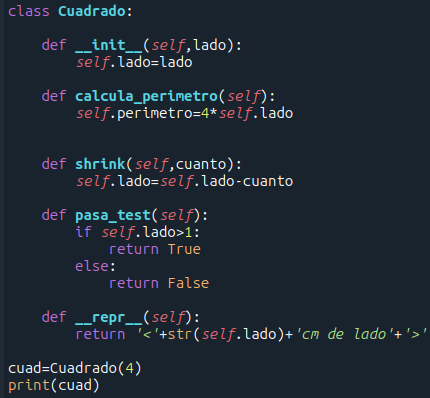 class Cuadrado:
    def __init__(self,lado):
        self.lado=lado
    def calcula_perimetro(self):
        self.perimetro=4*self.lado
    def shrink(self,cuanto):
        self.lado=self.lado-cuanto
    def pasa_test(self):
        if self.lado>1:
            return True
        else:
            return False
    def __repr__(self):
        return '<'+str(self.lado)+'cm de lado'+'>'
cuad=Cuadrado(4)
print(cuad)